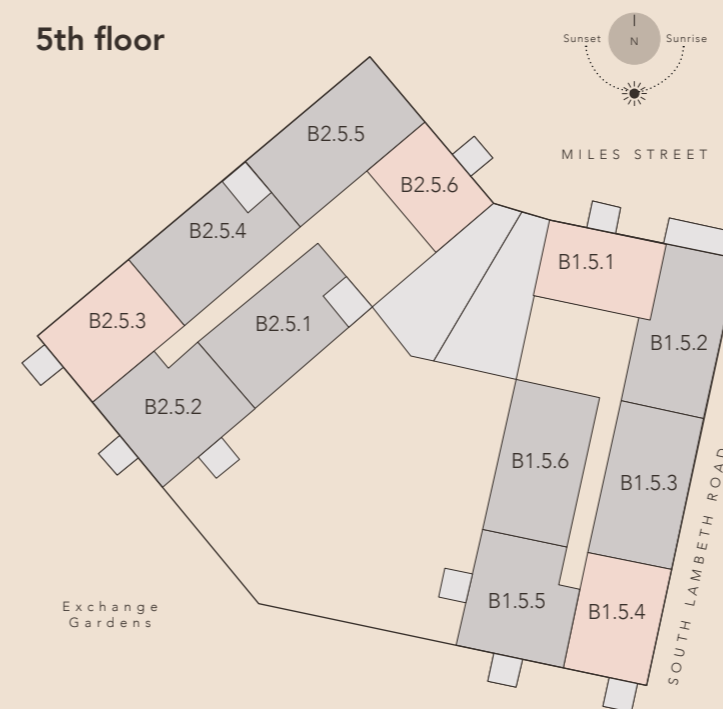 5th floor
Sunset
N
Sunrise
MILES STREET
B2.5.5
B2.5.6
B2.5.4
B2.5.3
B2.5.1
B2.5.2
B1.5.1
B1.5.2
B1.5.6
B1.5.3
B1.5.5
B1.5.4
SOUTH LAMBETH ROAD
Exchange
Gardens